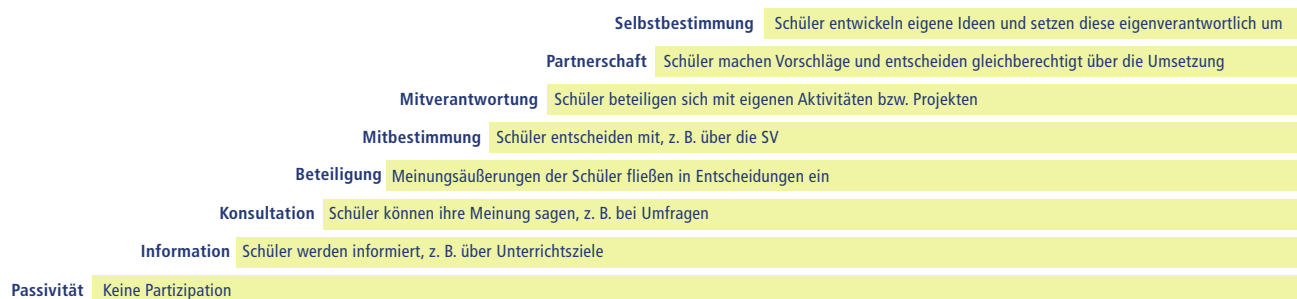 Selbstbestimmung Schüler entwickeln eigene Ideen und setzen diese eigenverantwortlich um
Partnerschaft Schüler machen Vorschläge und entscheiden gleichberechtigt über die Umsetzung
Mitverantwortung Schüler beteiligen sich mit eigenen Aktivitäten bzw. Projekten
Mitbestimmung Schüler entscheiden mit, z. B. über die SV
Beteiligung Meinungsäußerungen der Schüler fließen in Entscheidungen ein
Konsultation Schüler können ihre Meinung sagen, z. B. bei Umfragen
Information Schüler werden informiert, z. B. über Unterrichtsziele
Passivität Keine Partizipation